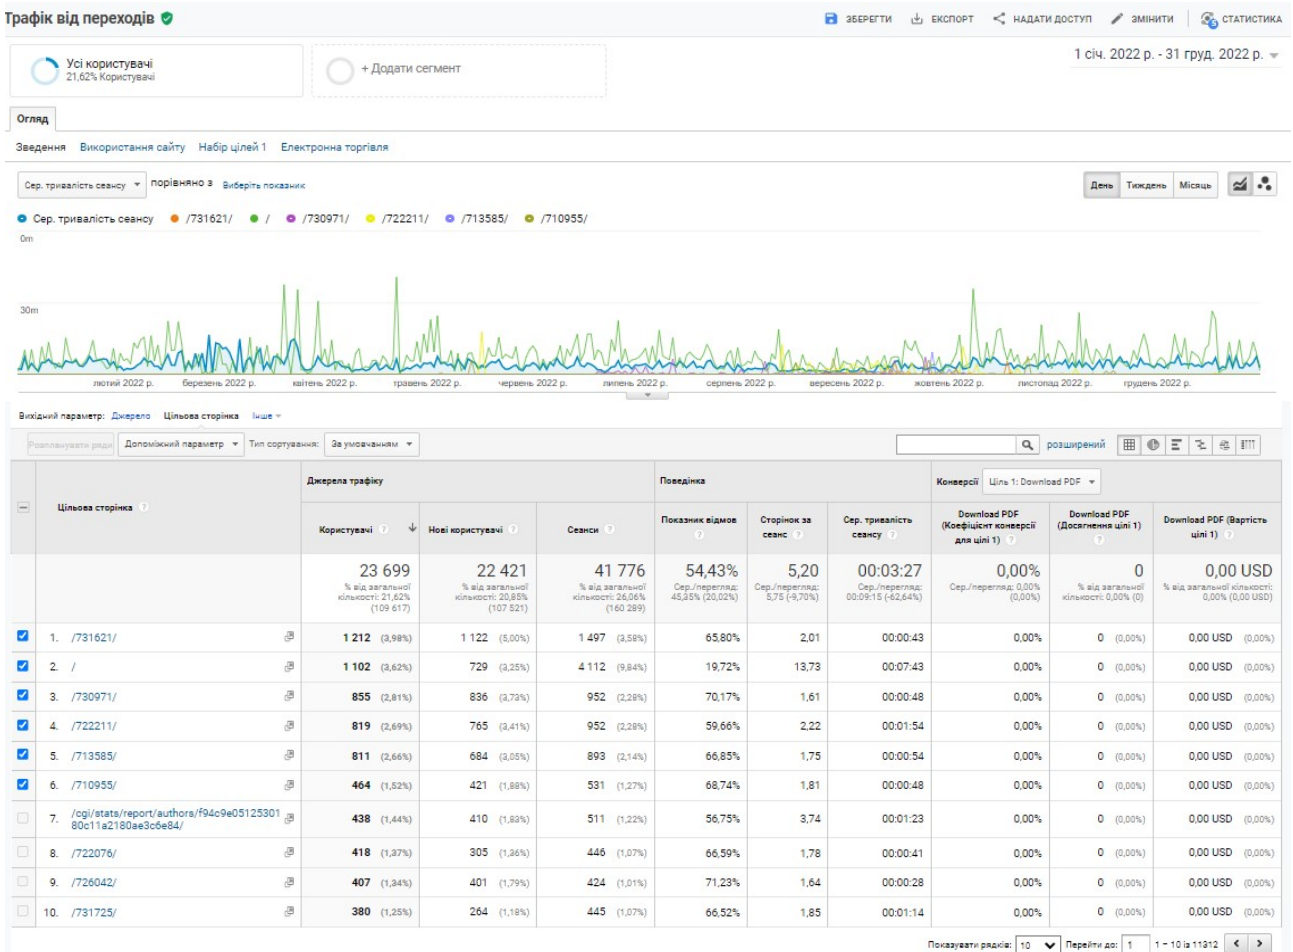 Трафік від переходів
ЗБЕРЕГТИ ЕКСПОРТ НАДАТИ ДОСТУП ЗМІНИТИ СТАТИСТИКА
Усі користувачі
21,62% Користувачі
+ Додати сегмент
1 січ. 2022 р. - 31 груд. 2022 р.
Огляд
Зведення Використання сайту Набір цілей 1 Електронна торгівля
Сер. тривалість сеансу порівняно з Виберіть показник
День Тиждень Місяць
Сер. тривалість сеансу /731621/ / /730971/ /722211/ /713585/ /710955/
0m
30m
лютий 2022 р. березень 2022 р. квітень 2022 р. травень 2022 р. червень 2022 р. липень 2022 р. серпень 2022 р. вересень 2022 р. жовтень 2022 р. листопад 2022 р. грудень 2022 р.
Вихідний параметр: Джерело Цільова сторінка Інше
Розпланувати ряди Допоміжний параметр Тип сортування: За умовчанням
розширений
Цільова сторінка ?
Джерела трафіку Поведінка Конверсії Ціль 1: Download PDF
Користувачі ? Нові користувачі ? Сеанси ? Показник відмов ? Сторінок за сеанс ? Сер. тривалість сеансу ? Download PDF (Коефіцієнт конверсії для цілі 1) ? Download PDF (Досягнення цілі 1) ? Download PDF (Вартість цілі 1) ?
23 699 22 421 41 776 54,43% 5,20 00:03:27 0,00% 0 0,00 USD
% від загальної кількості: 21,62% (109 617)
% від загальної кількості: 20,85% (107 521)
% від загальної кількості: 26,06% (160 289)
Сер./перегляд: 45,35% (20,02%)
Сер./перегляд: 5,75 (-9,70%)
Сер./перегляд: 00:09:15 (-62,64%)
Сер./перегляд: 0,00% (0,00%)
% від загальної кількості: 0,00% (0)
% від загальної кількості: 0,00% (0,00 USD)
1. /731621/ 1 212 (3,98%) 1 122 (5,00%) 1 497 (3,58%) 65,80% 2,01 00:00:43 0,00% 0 (0,00%) 0,00 USD (0,00%)
2. / 1 102 (3,62%) 729 (3,25%) 4 112 (9,84%) 19,72% 13,73 00:07:43 0,00% 0 (0,00%) 0,00 USD (0,00%)
3. /730971/ 855 (2,81%) 836 (3,73%) 952 (2,28%) 70,17% 1,61 00:00:48 0,00% 0 (0,00%) 0,00 USD (0,00%)
4. /722211/ 819 (2,69%) 765 (3,41%) 952 (2,28%) 59,66% 2,22 00:01:54 0,00% 0 (0,00%) 0,00 USD (0,00%)
5. /713585/ 811 (2,66%) 684 (3,05%) 893 (2,14%) 66,85% 1,75 00:00:54 0,00% 0 (0,00%) 0,00 USD (0,00%)
6. /710955/ 464 (1,52%) 421 (1,88%) 531 (1,27%) 68,74% 1,81 00:00:48 0,00% 0 (0,00%) 0,00 USD (0,00%)
7. /cgi/stats/report/authors/f94c9e05125301
80c11a2180ae3c6e84/ 438 (1,44%) 410 (1,83%) 511 (1,22%) 56,75% 3,74 00:01:23 0,00% 0 (0,00%) 0,00 USD (0,00%)
8. /722076/ 418 (1,37%) 305 (1,36%) 446 (1,07%) 66,59% 1,78 00:00:41 0,00% 0 (0,00%) 0,00 USD (0,00%)
9. /726042/ 407 (1,34%) 401 (1,79%) 424 (1,01%) 71,23% 1,64 00:00:28 0,00% 0 (0,00%) 0,00 USD (0,00%)
10. /731725/ 380 (1,25%) 264 (1,18%) 445 (1,07%) 66,52% 1,85 00:01:14 0,00% 0 (0,00%) 0,00 USD (0,00%)
Показувати рядків: 10 Перейти до: 1 1 – 10 із 11312